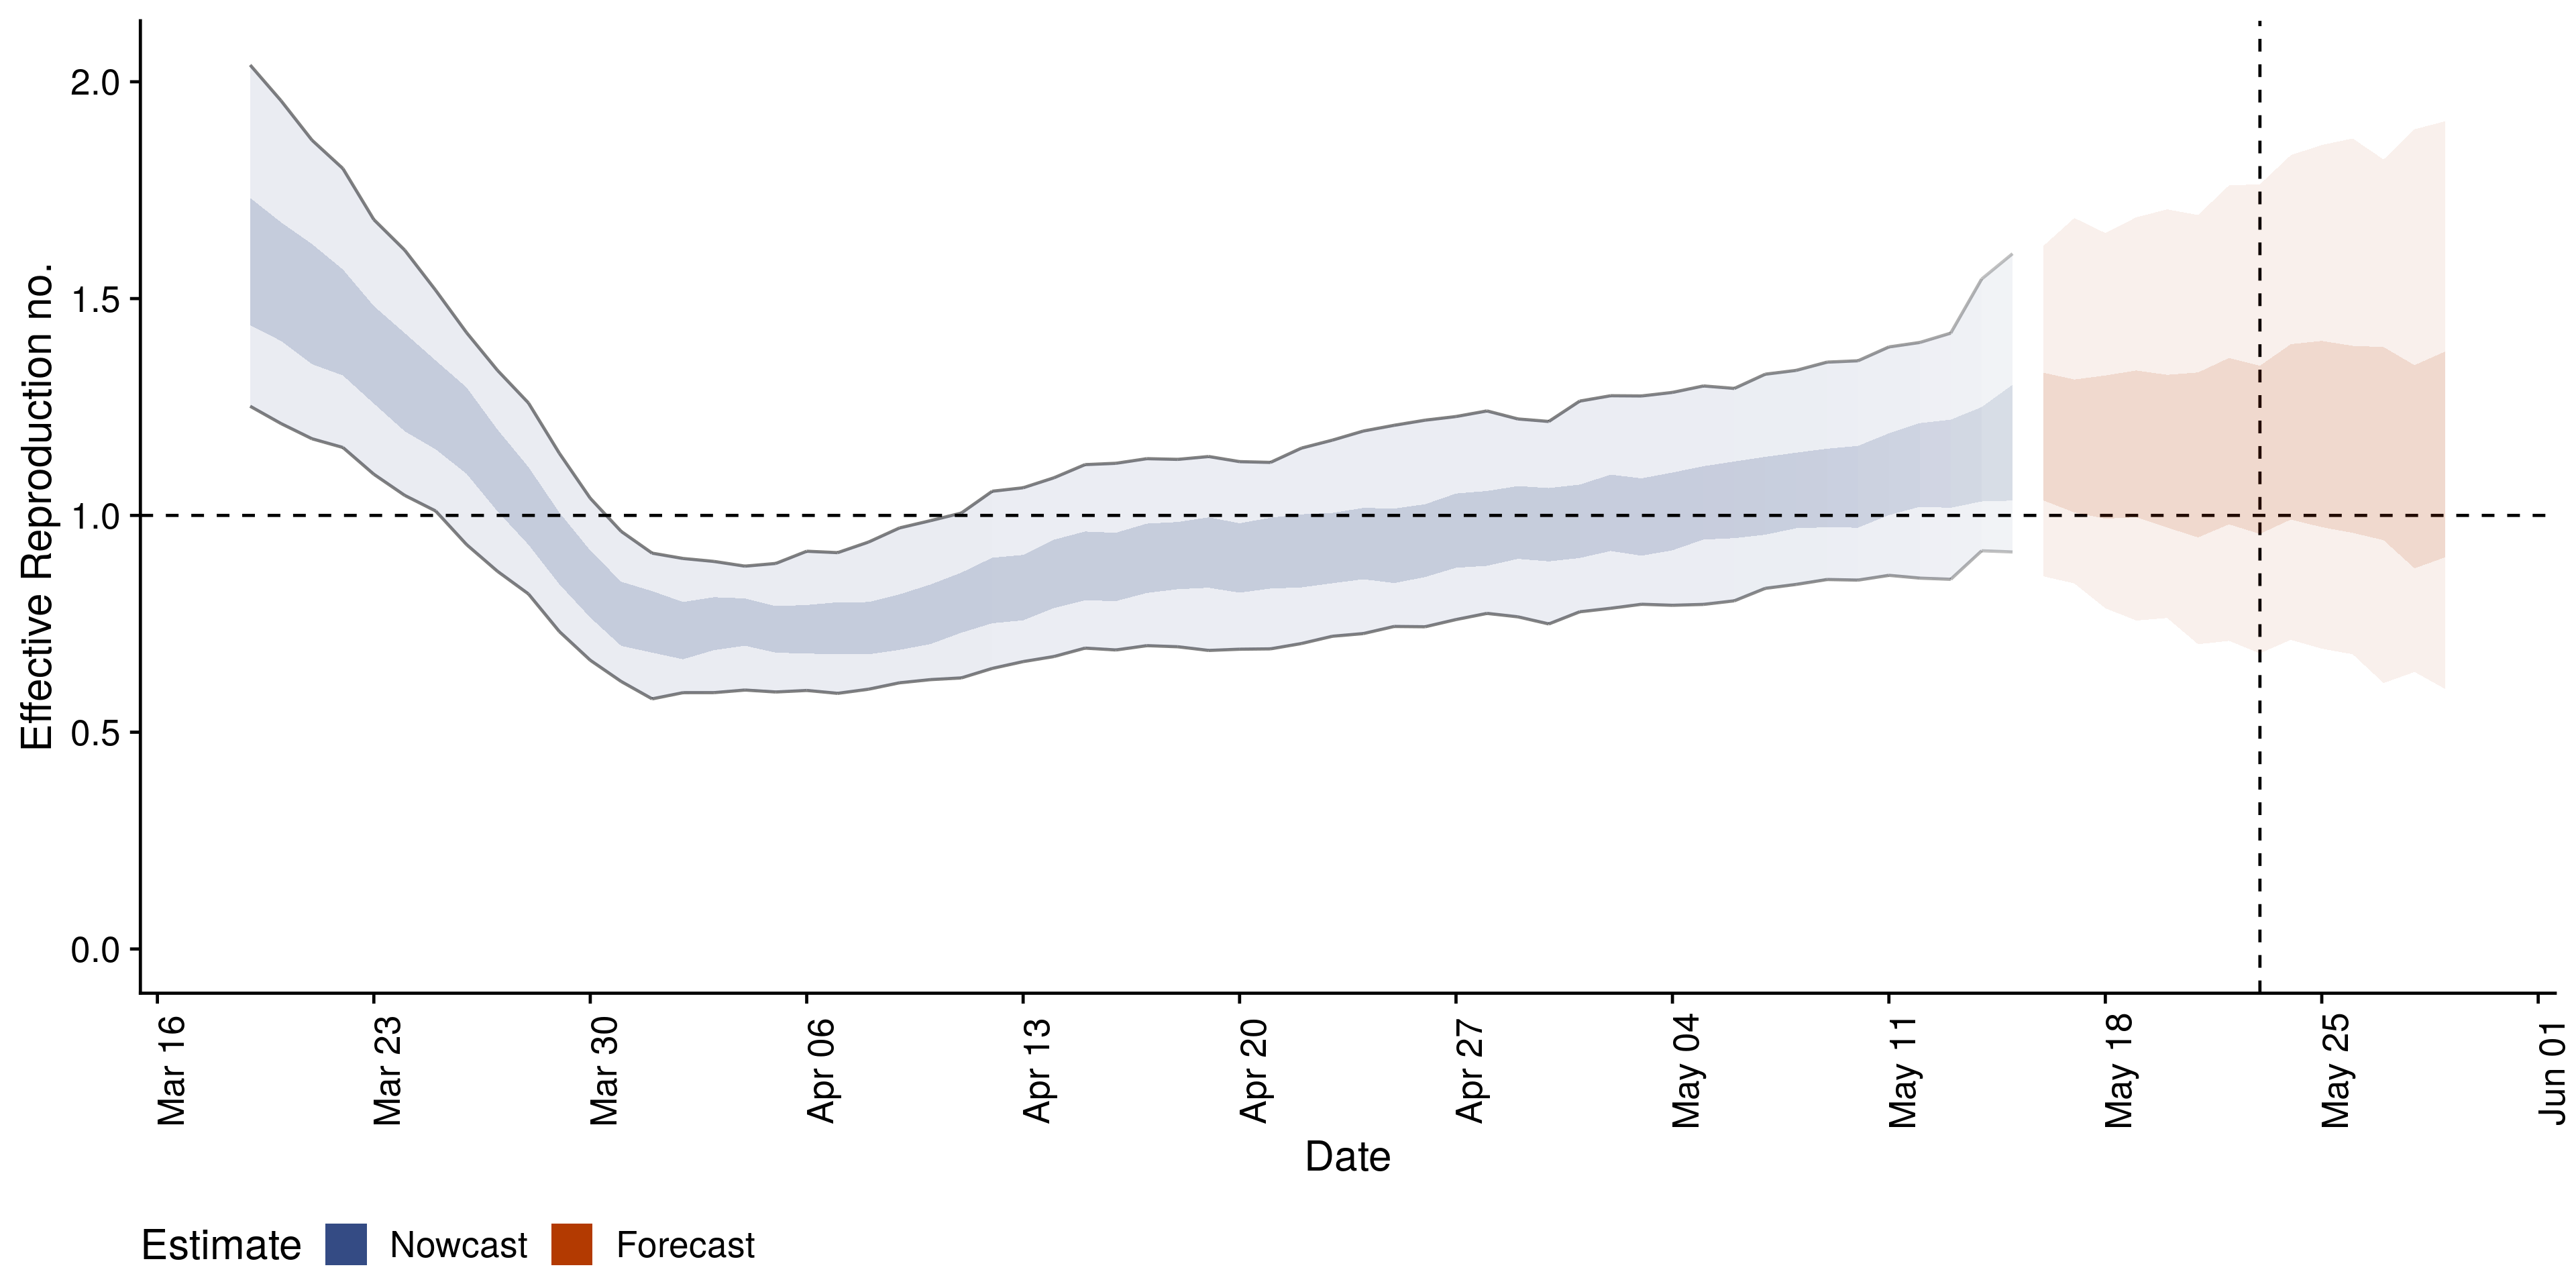 Effective Reproduction no.
2.0
1.5
1.0
0.5
0.0
Mar 16
Mar 23
Mar 30
Apr 06
Apr 13
Apr 20
Apr 27
May 04
May 11
May 18
May 25
Jun 01
Date
Estimate Nowcast Forecast